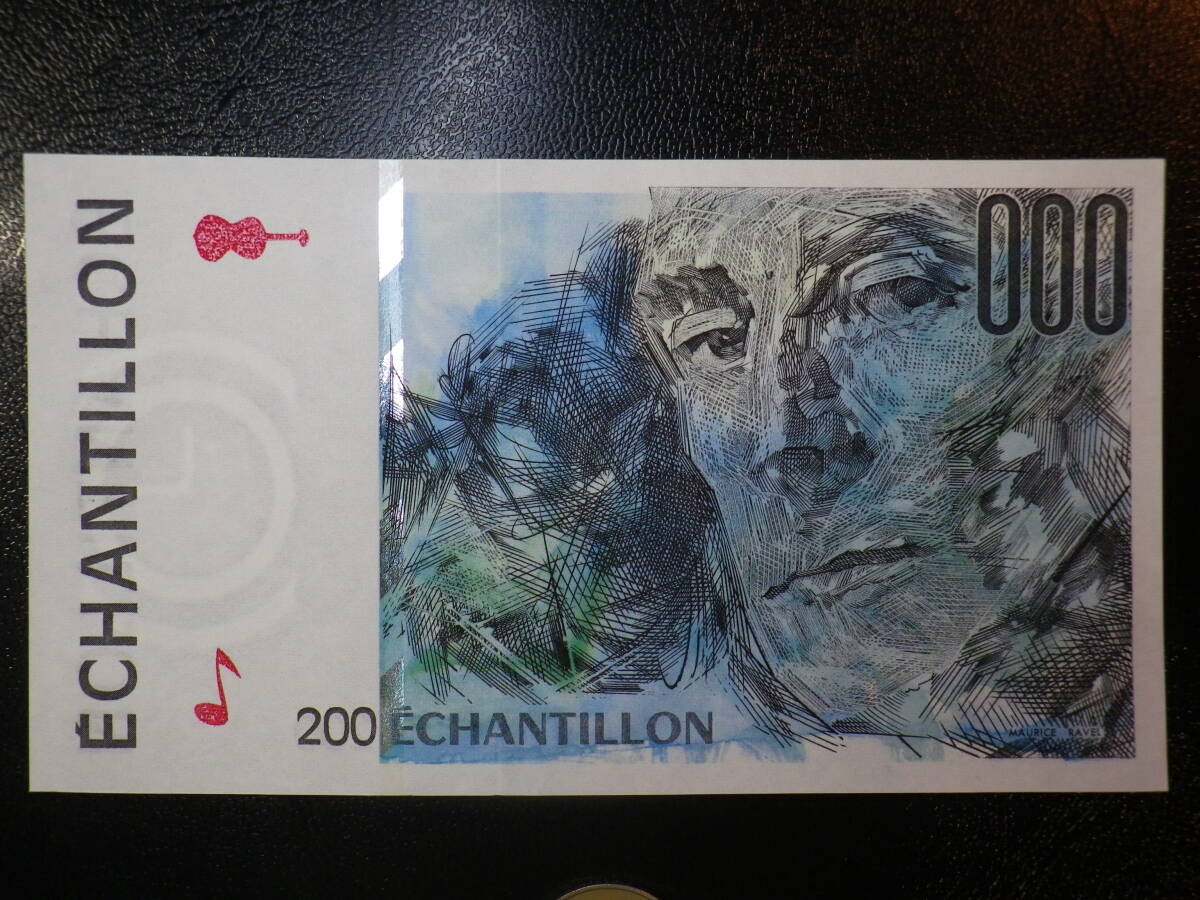 ÉCHANTILLON
000
200 ÉCHANTILLON
MAURICE RAVEL